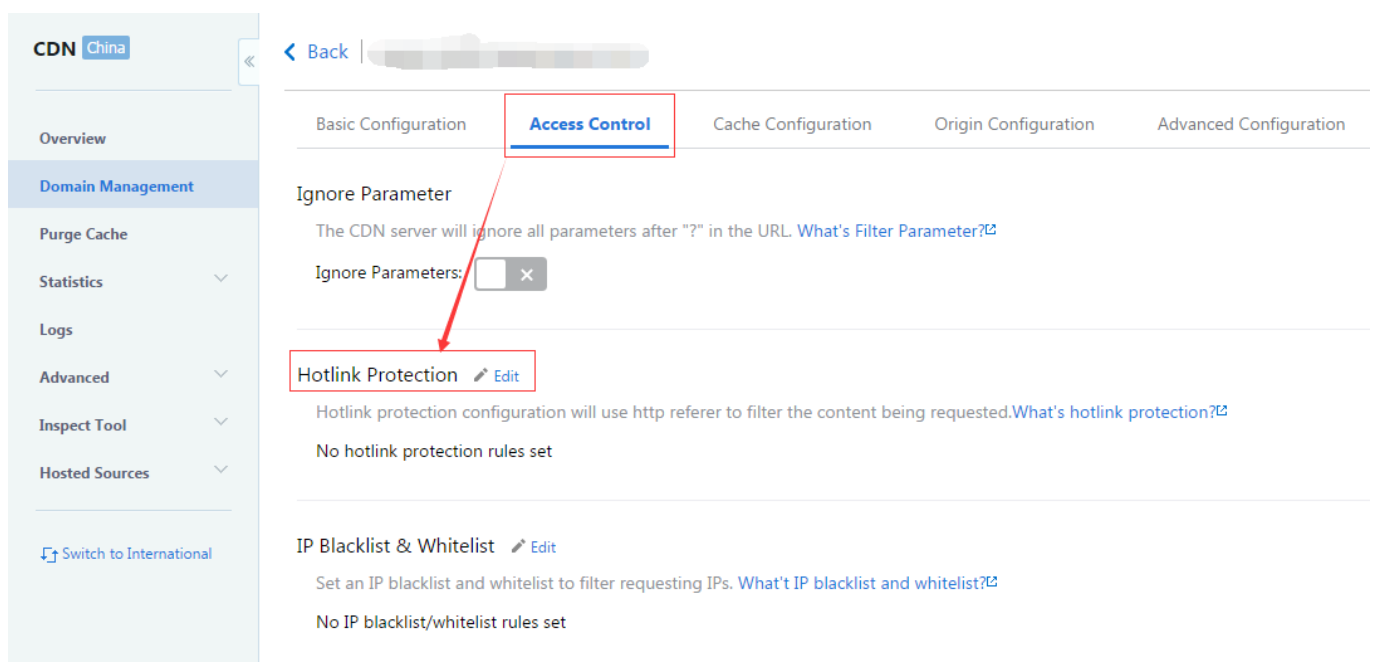 CDN China
Back
Overview
Domain Management
Purge Cache
Statistics
Logs
Advanced
Inspect Tool
Hosted Sources
Switch to International
Basic Configuration Access Control Cache Configuration Origin Configuration Advanced Configuration
Ignore Parameter
The CDN server will ignore all parameters after "?" in the URL. What's Filter Parameter?
Ignore Parameters:
Hotlink Protection Edit
Hotlink protection configuration will use http referer to filter the content being requested.What's hotlink protection?
No hotlink protection rules set
IP Blacklist & Whitelist Edit
Set an IP blacklist and whitelist to filter requesting IPs. What't IP blacklist and whitelist?
No IP blacklist/whitelist rules set